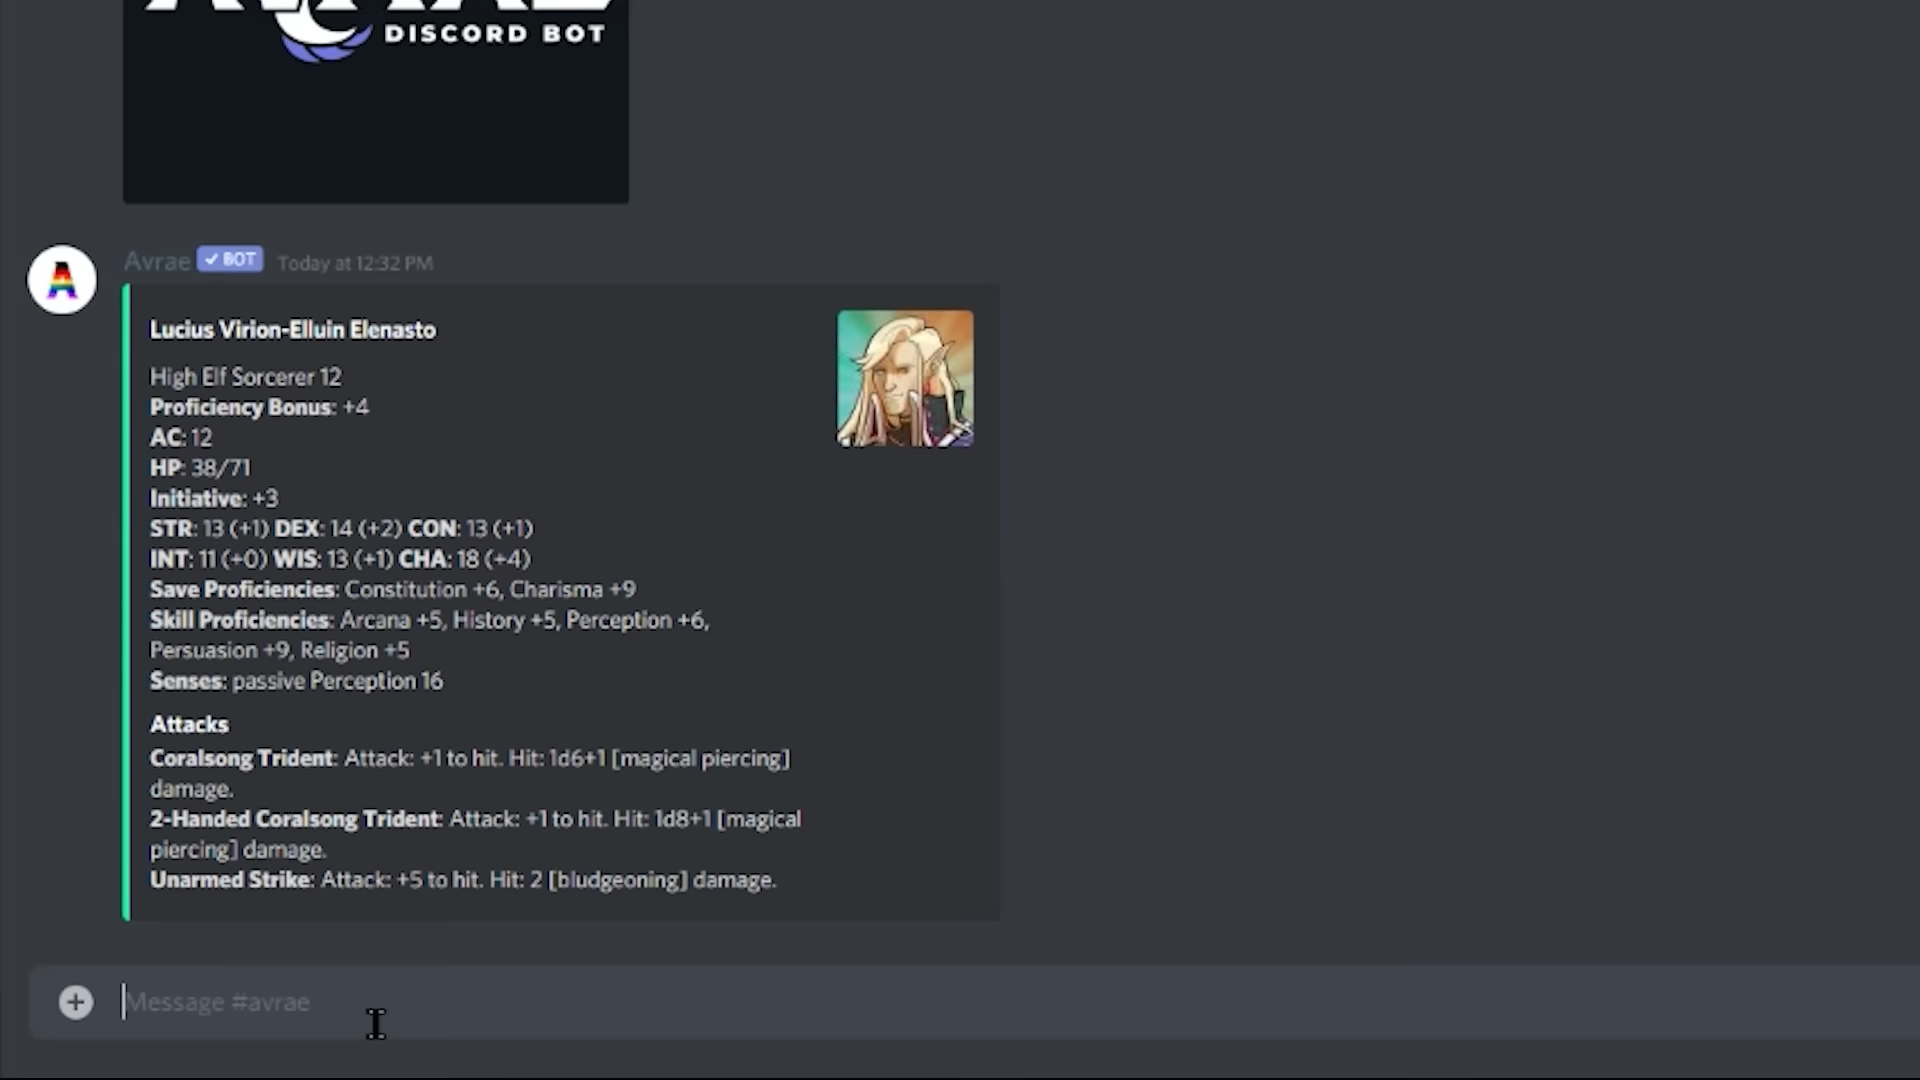 DISCORD BOT
Avrae ✓ BOT Today at 12:32 PM
A
Lucius Virion-Elluin Elenasto
High Elf Sorcerer 12
Proficiency Bonus: +4
AC: 12
HP: 38/71
Initiative: +3
STR: 13 (+1) DEX: 14 (+2) CON: 13 (+1)
INT: 11 (+0) WIS: 13 (+1) CHA: 18 (+4)
Save Proficiencies: Constitution +6, Charisma +9
Skill Proficiencies: Arcana +5, History +5, Perception +6,
Persuasion +9, Religion +5
Senses: passive Perception 16
Attacks
Coralsong Trident: Attack: +1 to hit. Hit: 1d6+1 [magical piercing]
damage.
2-Handed Coralsong Trident: Attack: +1 to hit. Hit: 1d8+1 [magical
piercing] damage.
Unarmed Strike: Attack: +5 to hit. Hit: 2 [bludgeoning] damage.
Message #avrae